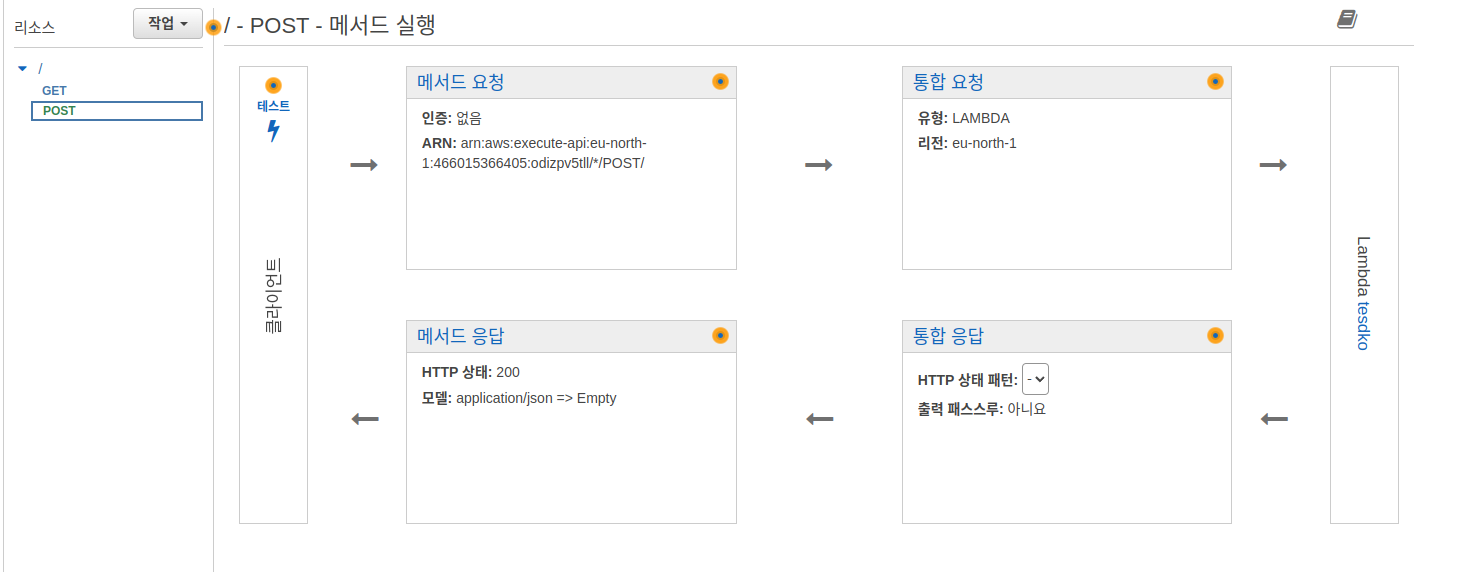 리소스
작업
/ - POST - 메서드 실행
/
GET
POST
테스트
클라이언트
메서드 요청
인증: 없음
ARN: arn:aws:execute-api:eu-north-
1:466015366405:odizpv5tll/*/POST/
통합 요청
유형: LAMBDA
리전: eu-north-1
Lambda tesdko
메서드 응답
HTTP 상태: 200
모델: application/json => Empty
통합 응답
HTTP 상태 패턴: -
출력 패스스루: 아니요